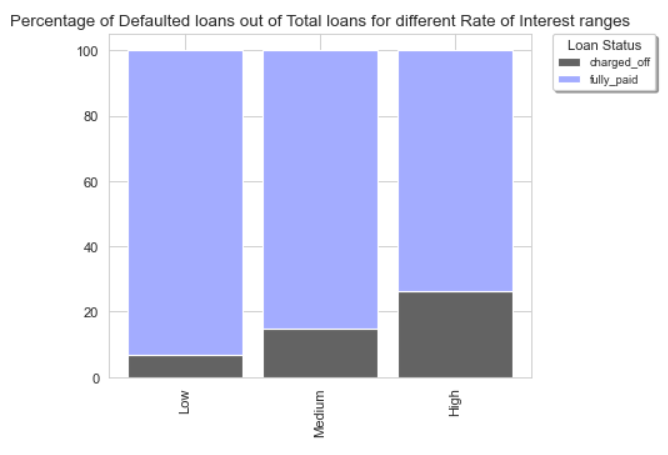 Percentage of Defaulted loans out of Total loans for different Rate of Interest ranges
Loan Status
charged_off
fully_paid
100
80
60
40
20
0
Low
Medium
High